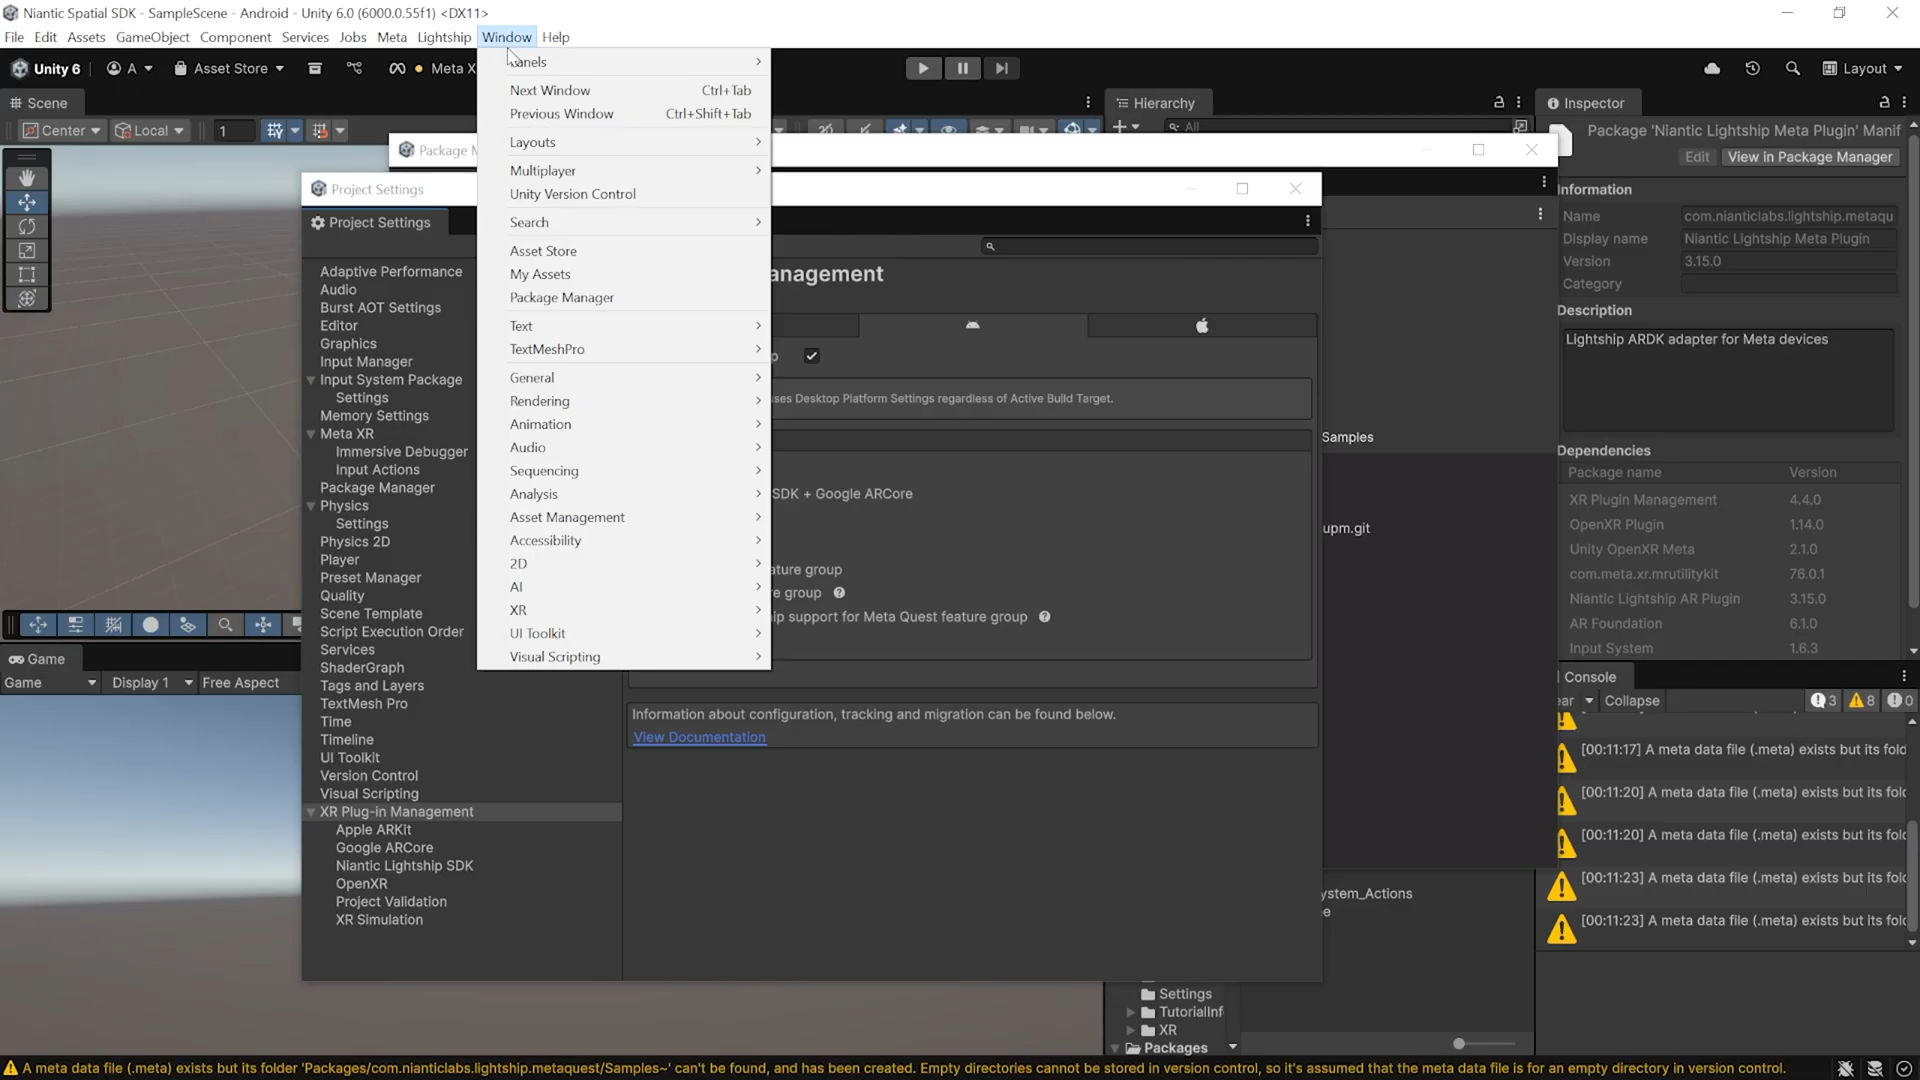 Niantic Spatial SDK - SampleScene - Android - Unity 6.0 (6000.0.55f1) <DX11>
File Edit Assets GameObject Component Services Jobs Meta Lightship Window Help
Unity 6 A Asset Store Meta X Layout
Scene Hierarchy Inspector
Center Local 1 All
Package 'Niantic Lightship Meta Plugin' Manif
Edit View in Package Manager
Package M
Project Settings
Project Settings
Panels
Next Window Ctrl+Tab
Previous Window Ctrl+Shift+Tab
Layouts
Multiplayer
Unity Version Control
Search
Asset Store
My Assets
Package Manager
Text
TextMeshPro
General
Rendering
Animation
Audio
Sequencing
Analysis
Asset Management
Accessibility
2D
AI
XR
UI Toolkit
Visual Scripting
Adaptive Performance
Audio
Burst AOT Settings
Editor
Graphics
Input Manager
Input System Package
Settings
Memory Settings
Meta XR
Immersive Debugger
Input Actions
Package Manager
Physics
Settings
Physics 2D
Player
Preset Manager
Quality
Scene Template
Script Execution Order
Services
ShaderGraph
Tags and Layers
TextMesh Pro
Time
Timeline
UI Toolkit
Version Control
Visual Scripting
XR Plug-in Management
Apple ARKit
Google ARCore
Niantic Lightship SDK
OpenXR
Project Validation
XR Simulation
anagement
p
ses Desktop Platform Settings regardless of Active Build Target.
SDK + Google ARCore
ature group
re group
ip support for Meta Quest feature group
Information about configuration, tracking and migration can be found below.
View Documentation
Samples
upm.git
ystem_Actions
e
Information
Name com.nianticlabs.lightship.metaqu
Display name Niantic Lightship Meta Plugin
Version 3.15.0
Category
Description
Lightship ARDK adapter for Meta devices
Dependencies
Package name Version
XR Plugin Management 4.4.0
OpenXR Plugin 1.14.0
Unity OpenXR Meta 2.1.0
com.meta.xr.mrutilitykit 76.0.1
Niantic Lightship AR Plugin 3.15.0
AR Foundation 6.1.0
Input System 1.6.3
Console
ear Collapse 3 8 0
[00:11:17] A meta data file (.meta) exists but its fold
[00:11:20] A meta data file (.meta) exists but its fold
[00:11:20] A meta data file (.meta) exists but its fold
[00:11:23] A meta data file (.meta) exists but its fold
[00:11:23] A meta data file (.meta) exists but its fold
Game
Game Display 1 Free Aspect
Settings
TutorialInf
XR
Packages
A meta data file (.meta) exists but its folder 'Packages/com.nianticlabs.lightship.metaquest/Samples~' can't be found, and has been created. Empty directories cannot be stored in version control, so it's assumed that the meta data file is for an empty directory in version control.